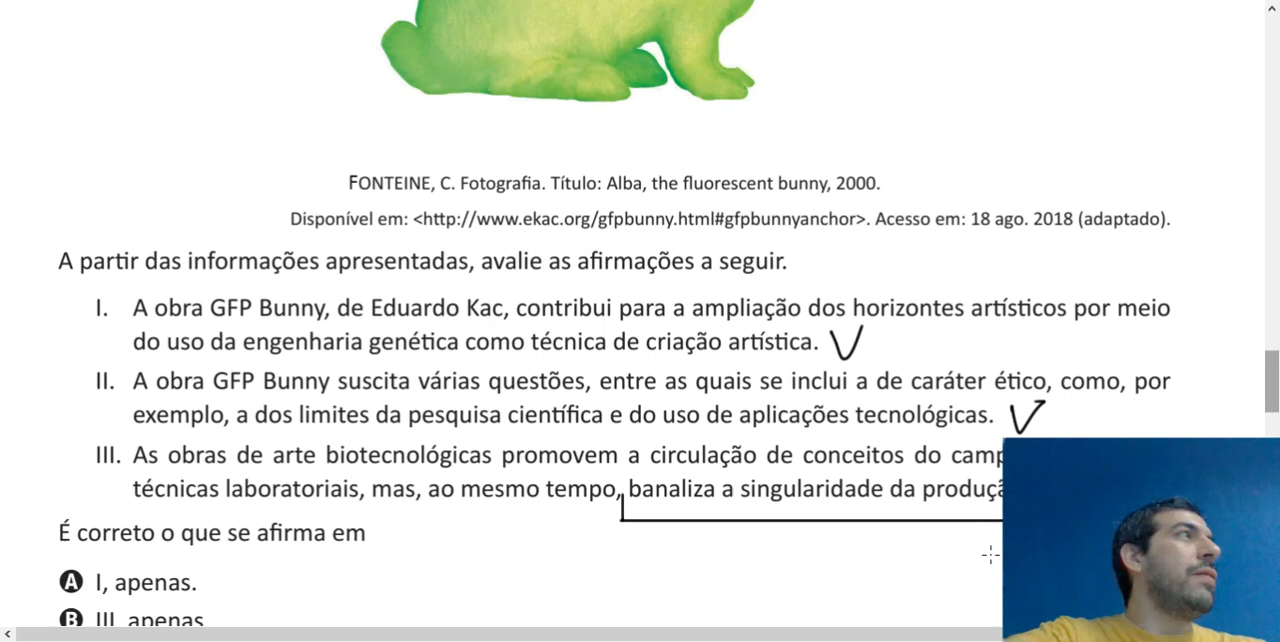 FONTEINE, C. Fotografia. Título: Alba, the fluorescent bunny, 2000.
Disponível em: <http://www.ekac.org/gfpbunny.html#gfpbunnyanchor>. Acesso em: 18 ago. 2018 (adaptado).
A partir das informações apresentadas, avalie as afirmações a seguir.
I. A obra GFP Bunny, de Eduardo Kac, contribui para a ampliação dos horizontes artísticos por meio
do uso da engenharia genética como técnica de criação artística. V
II. A obra GFP Bunny suscita várias questões, entre as quais se inclui a de caráter ético, como, por
exemplo, a dos limites da pesquisa científica e do uso de aplicações tecnológicas. V
III. As obras de arte biotecnológicas promovem a circulação de conceitos do
técnicas laboratoriais, mas, ao mesmo tempo, banaliza a singularidade da
É correto o que se afirma em
A I, apenas.
B III, apenas